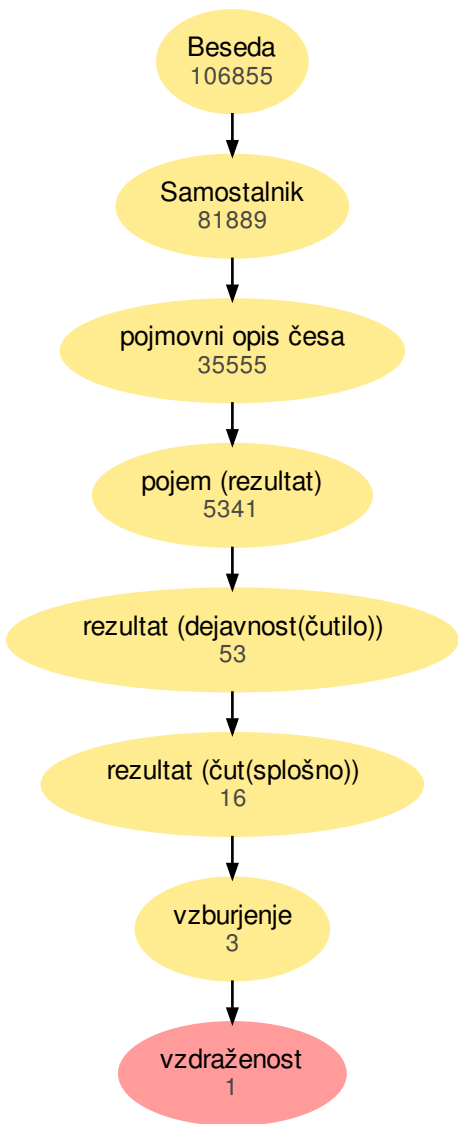 Beseda
106855
Samostalnik
81889
pojmovni opis česa
35555
pojem (rezultat)
5341
rezultat (dejavnost(čutilo))
53
rezultat (čut(splošno))
16
vzburjenje
3
vzdraženost
1